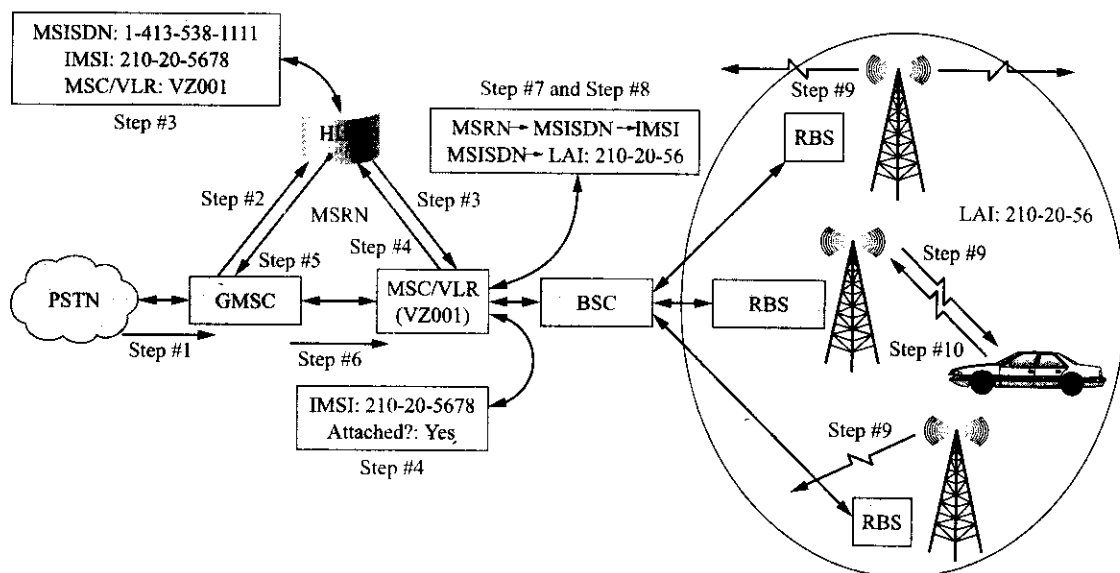 MSISDN: 1-413-538-1111
IMSI: 210-20-5678
MSC/VLR: VZ001
Step #3
Step #7 and Step #8
MSRN→ MSISDN →IMSI
MSISDN→ LAI: 210-20-56
Step #9
RBS
Step #2
MSRN
Step #3
Step #4
Step #5
LAI: 210-20-56
Step #9
PSTN
GMSC
MSC/VLR
(VZ001)
BSC
RBS
Step #1
Step #6
Step #10
IMSI: 210-20-5678
Attached?: Yes
Step #4
Step #9
RBS